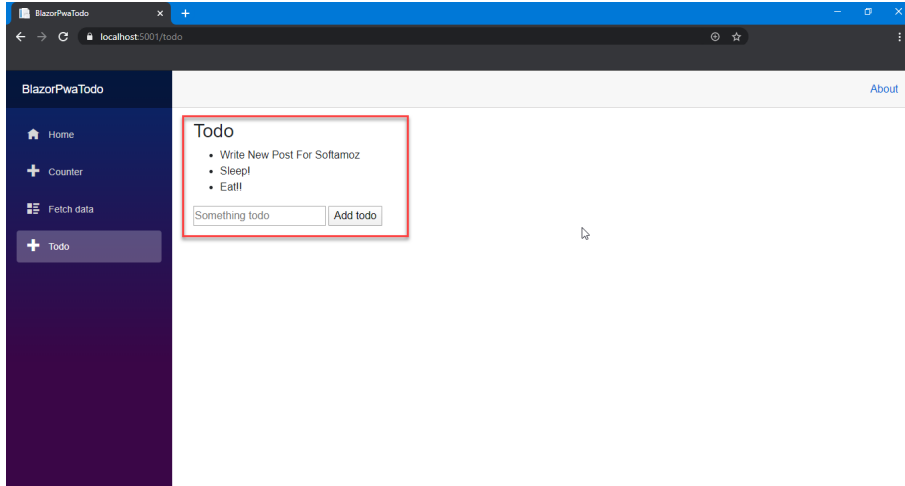 BlazorPwaTodo
localhost:5001/todo
BlazorPwaTodo
About
Home
Counter
Fetch data
Todo
Todo
Write New Post For Softamoz
Sleep!
Eat!!
Something todo
Add todo